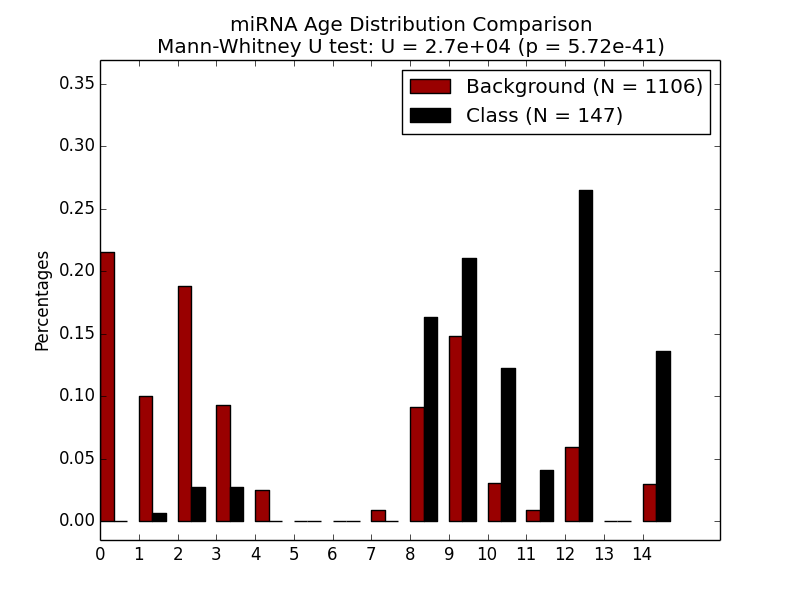 miRNA Age Distribution Comparison
Mann-Whitney U test: U = 2.7e+04 (p = 5.72e-41)
Background (N = 1106)
Class (N = 147)
Percentages
0.35
0.30
0.25
0.20
0.15
0.10
0.05
0.00
0 1 2 3 4 5 6 7 8 9 10 11 12 13 14